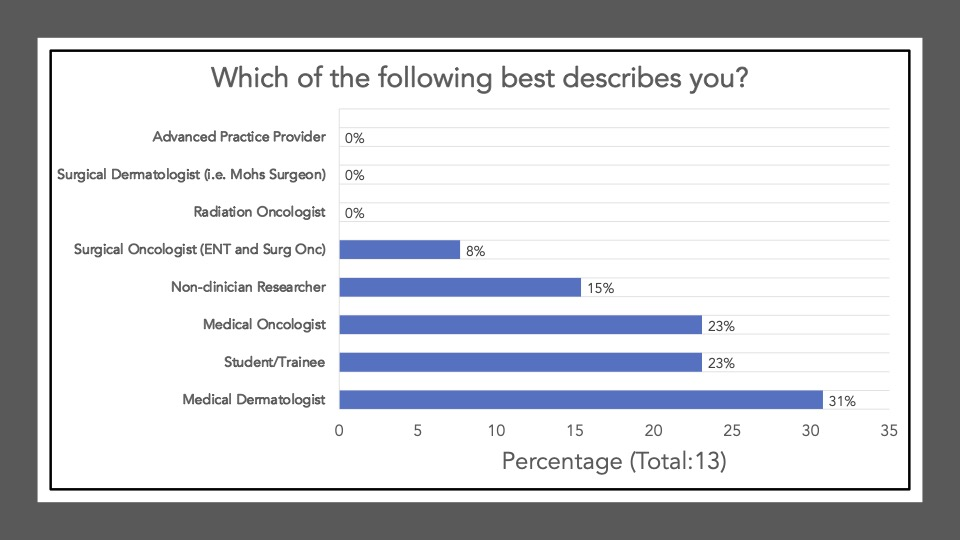 Which of the following best describes you?
Advanced Practice Provider 0%
Surgical Dermatologist (i.e. Mohs Surgeon) 0%
Radiation Oncologist 0%
Surgical Oncologist (ENT and Surg Onc) 8%
Non-clinician Researcher 15%
Medical Oncologist 23%
Student/Trainee 23%
Medical Dermatologist 31%
0 5 10 15 20 25 30 35
Percentage (Total:13)